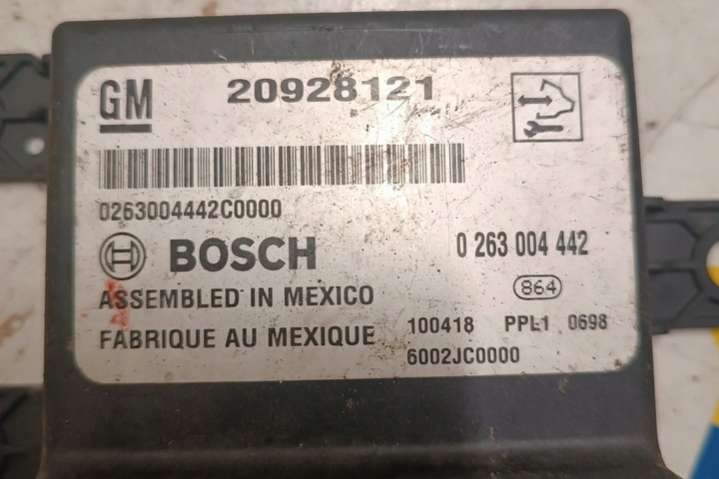 GM 20928121
0263004442C0000
BOSCH 0 263 004 442
ASSEMBLED IN MEXICO 864
FABRIQUE AU MEXIQUE 100418 PPL1 0698
6002JC0000